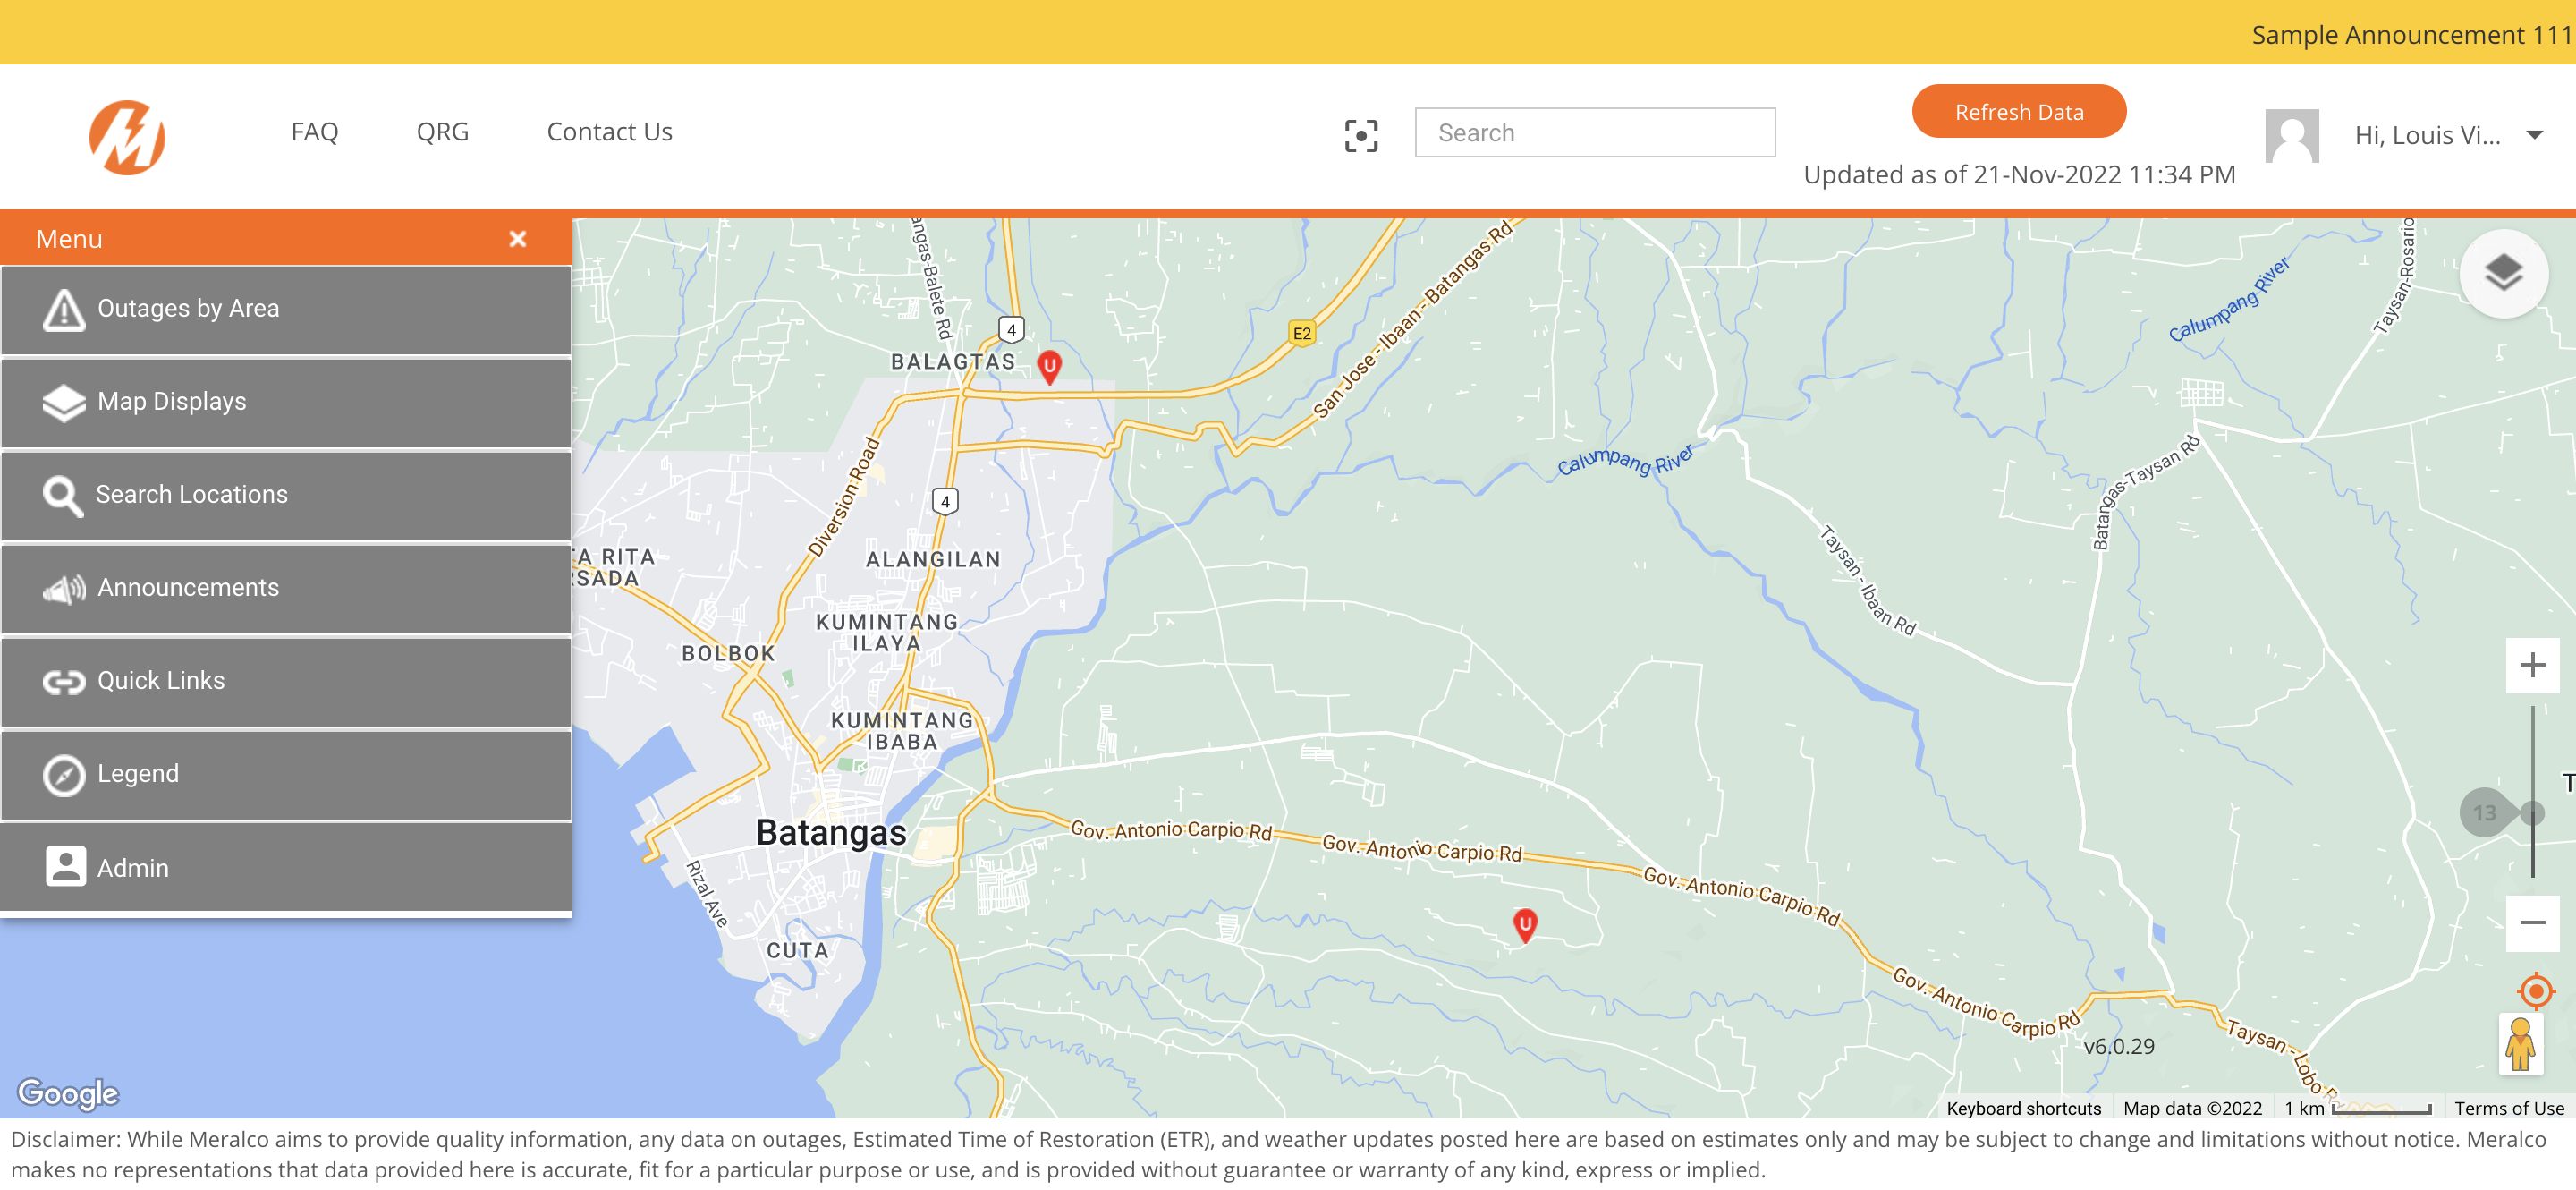 Sample Announcement 111
FAQ
QRG
Contact Us
Search
Refresh Data
Updated as of 21-Nov-2022 11:34 PM
Hi, Louis Vi...
Menu
Outages by Area
Map Displays
Search Locations
Announcements
Quick Links
Legend
Admin
angas-Balete Rd
4
BALAGTAS
U
E2
San Jose - Ibaan - Batangas Rd
Calumpang River
Taysan-Rosario
Diversion Road
4
Calumpang River
Batangas-Taysan Rd
A RITA
SADA
ALANGILAN
Taysan - Ibaan Rd
KUMINTANG
ILAYA
BOLBOK
KUMINTANG
IBABA
T
13
Batangas
Gov. Antonio Carpio Rd
Gov. Antonio Carpio Rd
Gov. Antonio Carpio Rd
Rizal Ave
U
CUTA
Gov. Antonio Carpio Rd
v6.0.29
Taysan - Lobo R
Google
Keyboard shortcuts
Map data ©2022
1 km
Terms of Use
Disclaimer: While Meralco aims to provide quality information, any data on outages, Estimated Time of Restoration (ETR), and weather updates posted here are based on estimates only and may be subject to change and limitations without notice. Meralco
makes no representations that data provided here is accurate, fit for a particular purpose or use, and is provided without guarantee or warranty of any kind, express or implied.